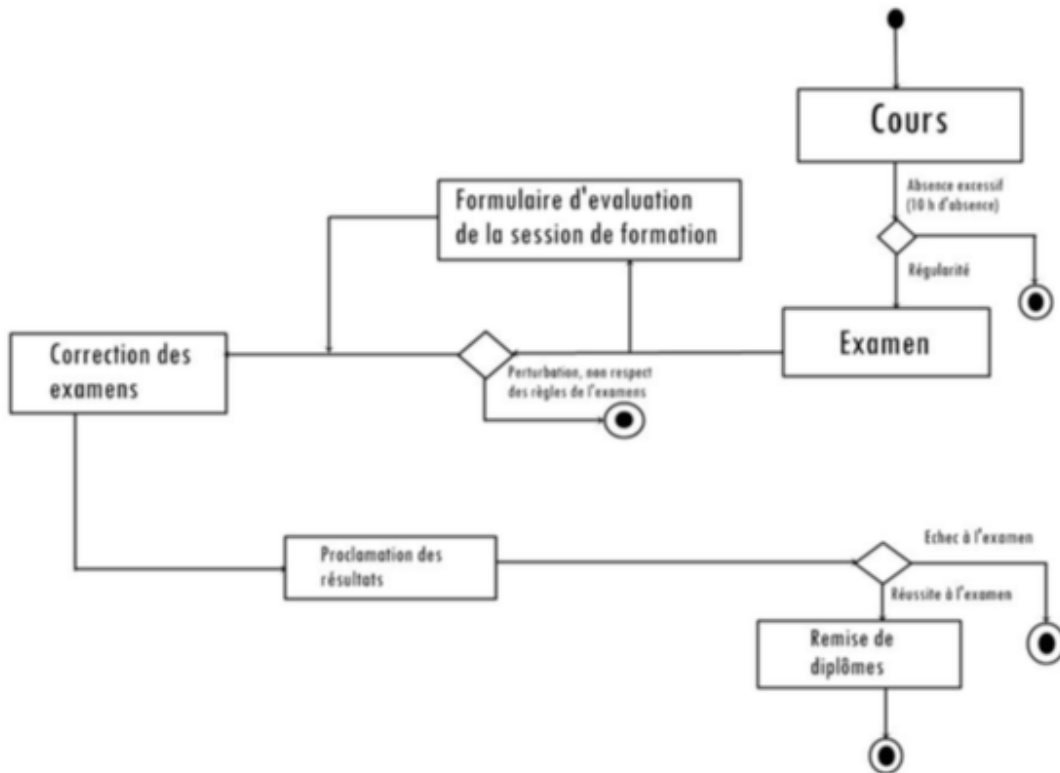 Cours
Absence excessif
(10 h d'absence)
Régularité
Formulaire d'evaluation
de la session de formation
Examen
Correction des
examens
Perturbation, non respect
des règles de l'examens
Proclamation des
résultats
Echec à l'examen
Réussite à l'examen
Remise de
diplômes